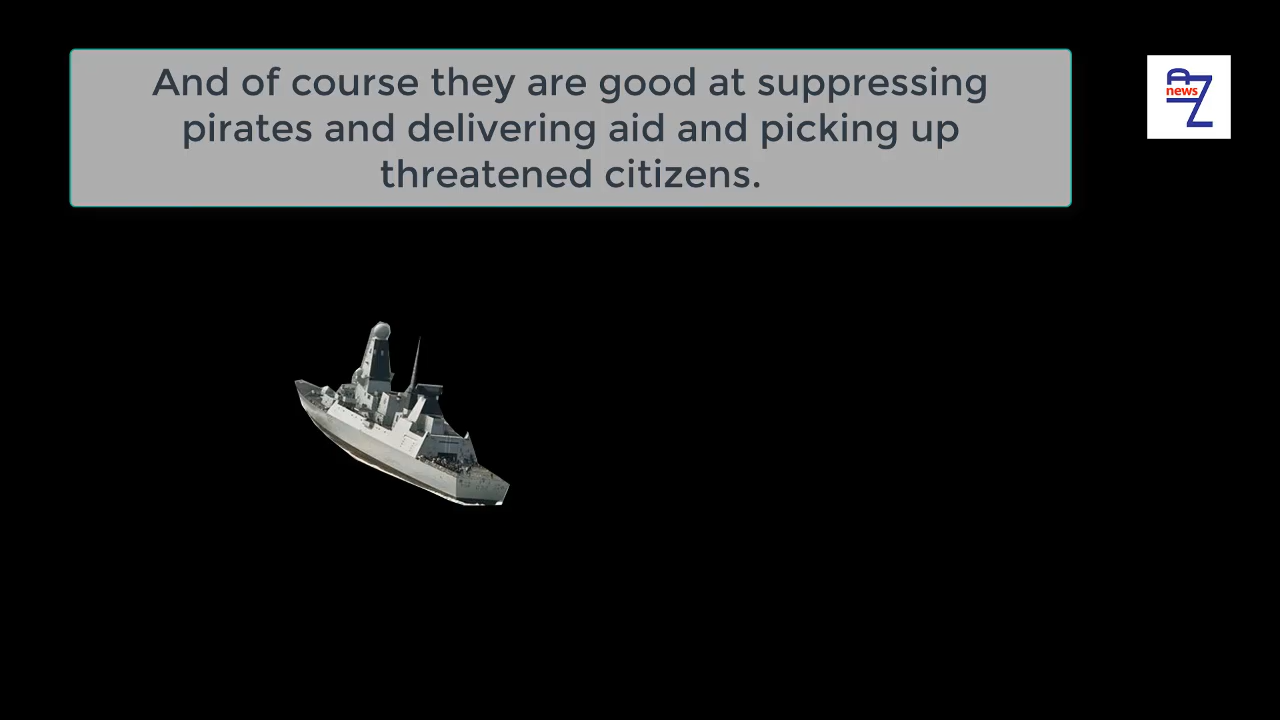 And of course they are good at suppressing
pirates and delivering aid and picking up
threatened citizens.
A
news
Z